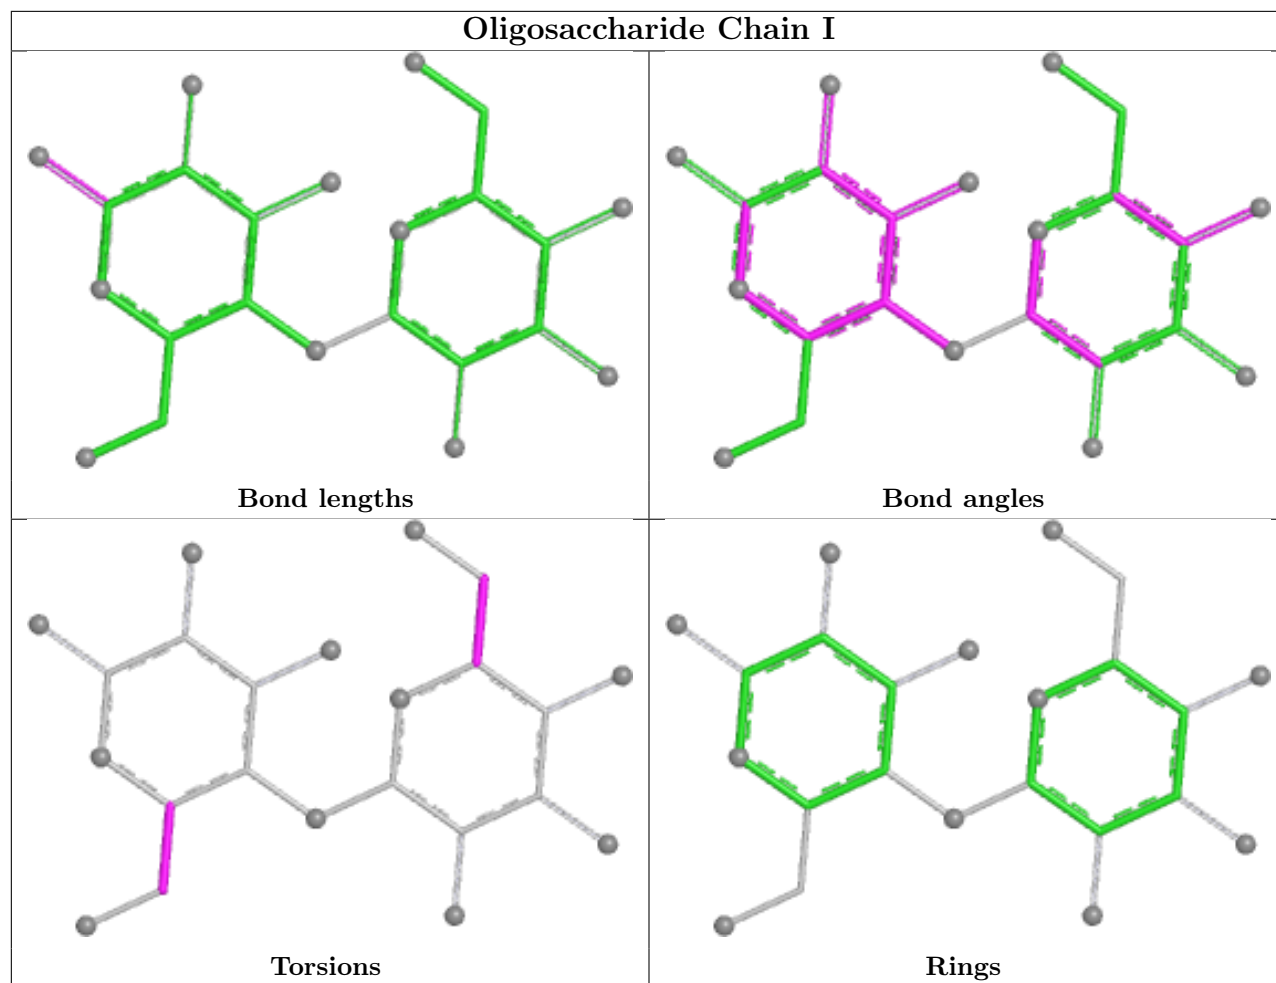 Oligosaccharide Chain I
Bond lengths
Bond angles
Torsions
Rings